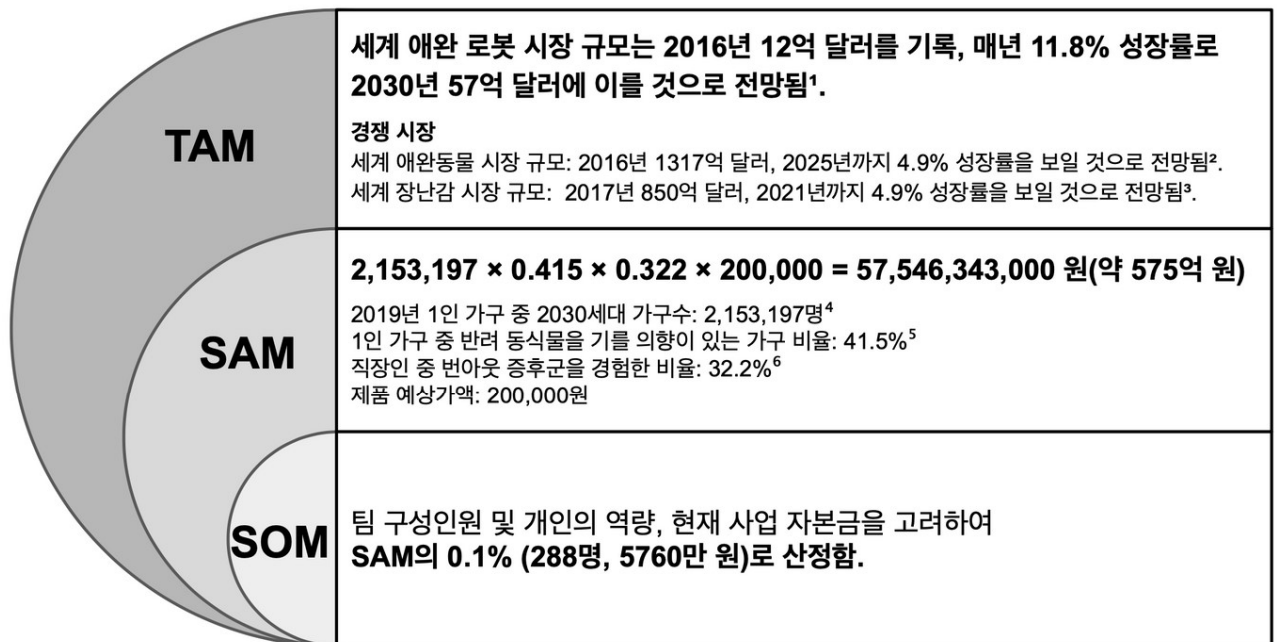 TAM
세계 애완 로봇 시장 규모는 2016년 12억 달러를 기록, 매년 11.8% 성장률로
2030년 57억 달러에 이를 것으로 전망됨¹.
경쟁 시장
세계 애완동물 시장 규모: 2016년 1317억 달러, 2025년까지 4.9% 성장률을 보일 것으로 전망됨².
세계 장난감 시장 규모: 2017년 850억 달러, 2021년까지 4.9% 성장률을 보일 것으로 전망됨³.
SAM
2,153,197 × 0.415 × 0.322 × 200,000 = 57,546,343,000 원(약 575억 원)
2019년 1인 가구 중 2030세대 가구수: 2,153,197명⁴
1인 가구 중 반려 동식물을 기를 의향이 있는 가구 비율: 41.5%⁵
직장인 중 번아웃 증후군을 경험한 비율: 32.2%⁶
제품 예상가액: 200,000원
SOM
팀 구성인원 및 개인의 역량, 현재 사업 자본금을 고려하여
SAM의 0.1% (288명, 5760만 원)로 산정함.